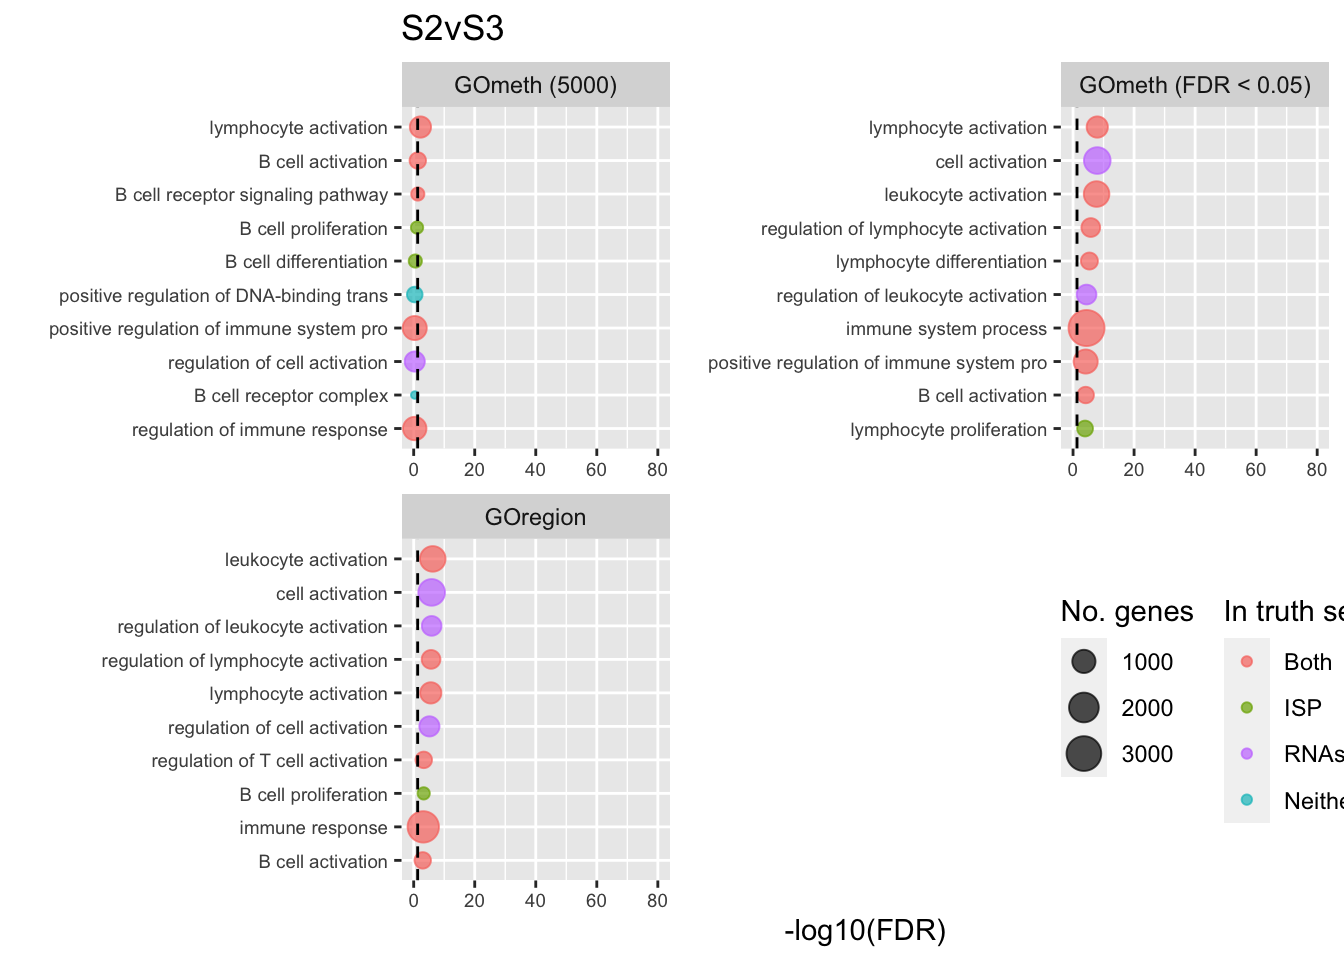 S2vS3
GOmeth (5000)
lymphocyte activation
B cell activation
B cell receptor signaling pathway
B cell proliferation
B cell differentiation
positive regulation of DNA-binding trans
positive regulation of immune system pro
regulation of cell activation
B cell receptor complex
regulation of immune response
0 20 40 60 80
GOmeth (FDR < 0.05)
lymphocyte activation
cell activation
leukocyte activation
regulation of lymphocyte activation
lymphocyte differentiation
regulation of leukocyte activation
immune system process
positive regulation of immune system pro
B cell activation
lymphocyte proliferation
0 20 40 60 80
GOregion
leukocyte activation
cell activation
regulation of leukocyte activation
regulation of lymphocyte activation
lymphocyte activation
regulation of cell activation
regulation of T cell activation
B cell proliferation
immune response
B cell activation
0 20 40 60 80
No. genes
1000
2000
3000
In truth se
Both
ISP
RNAs
Neithe
-log10(FDR)